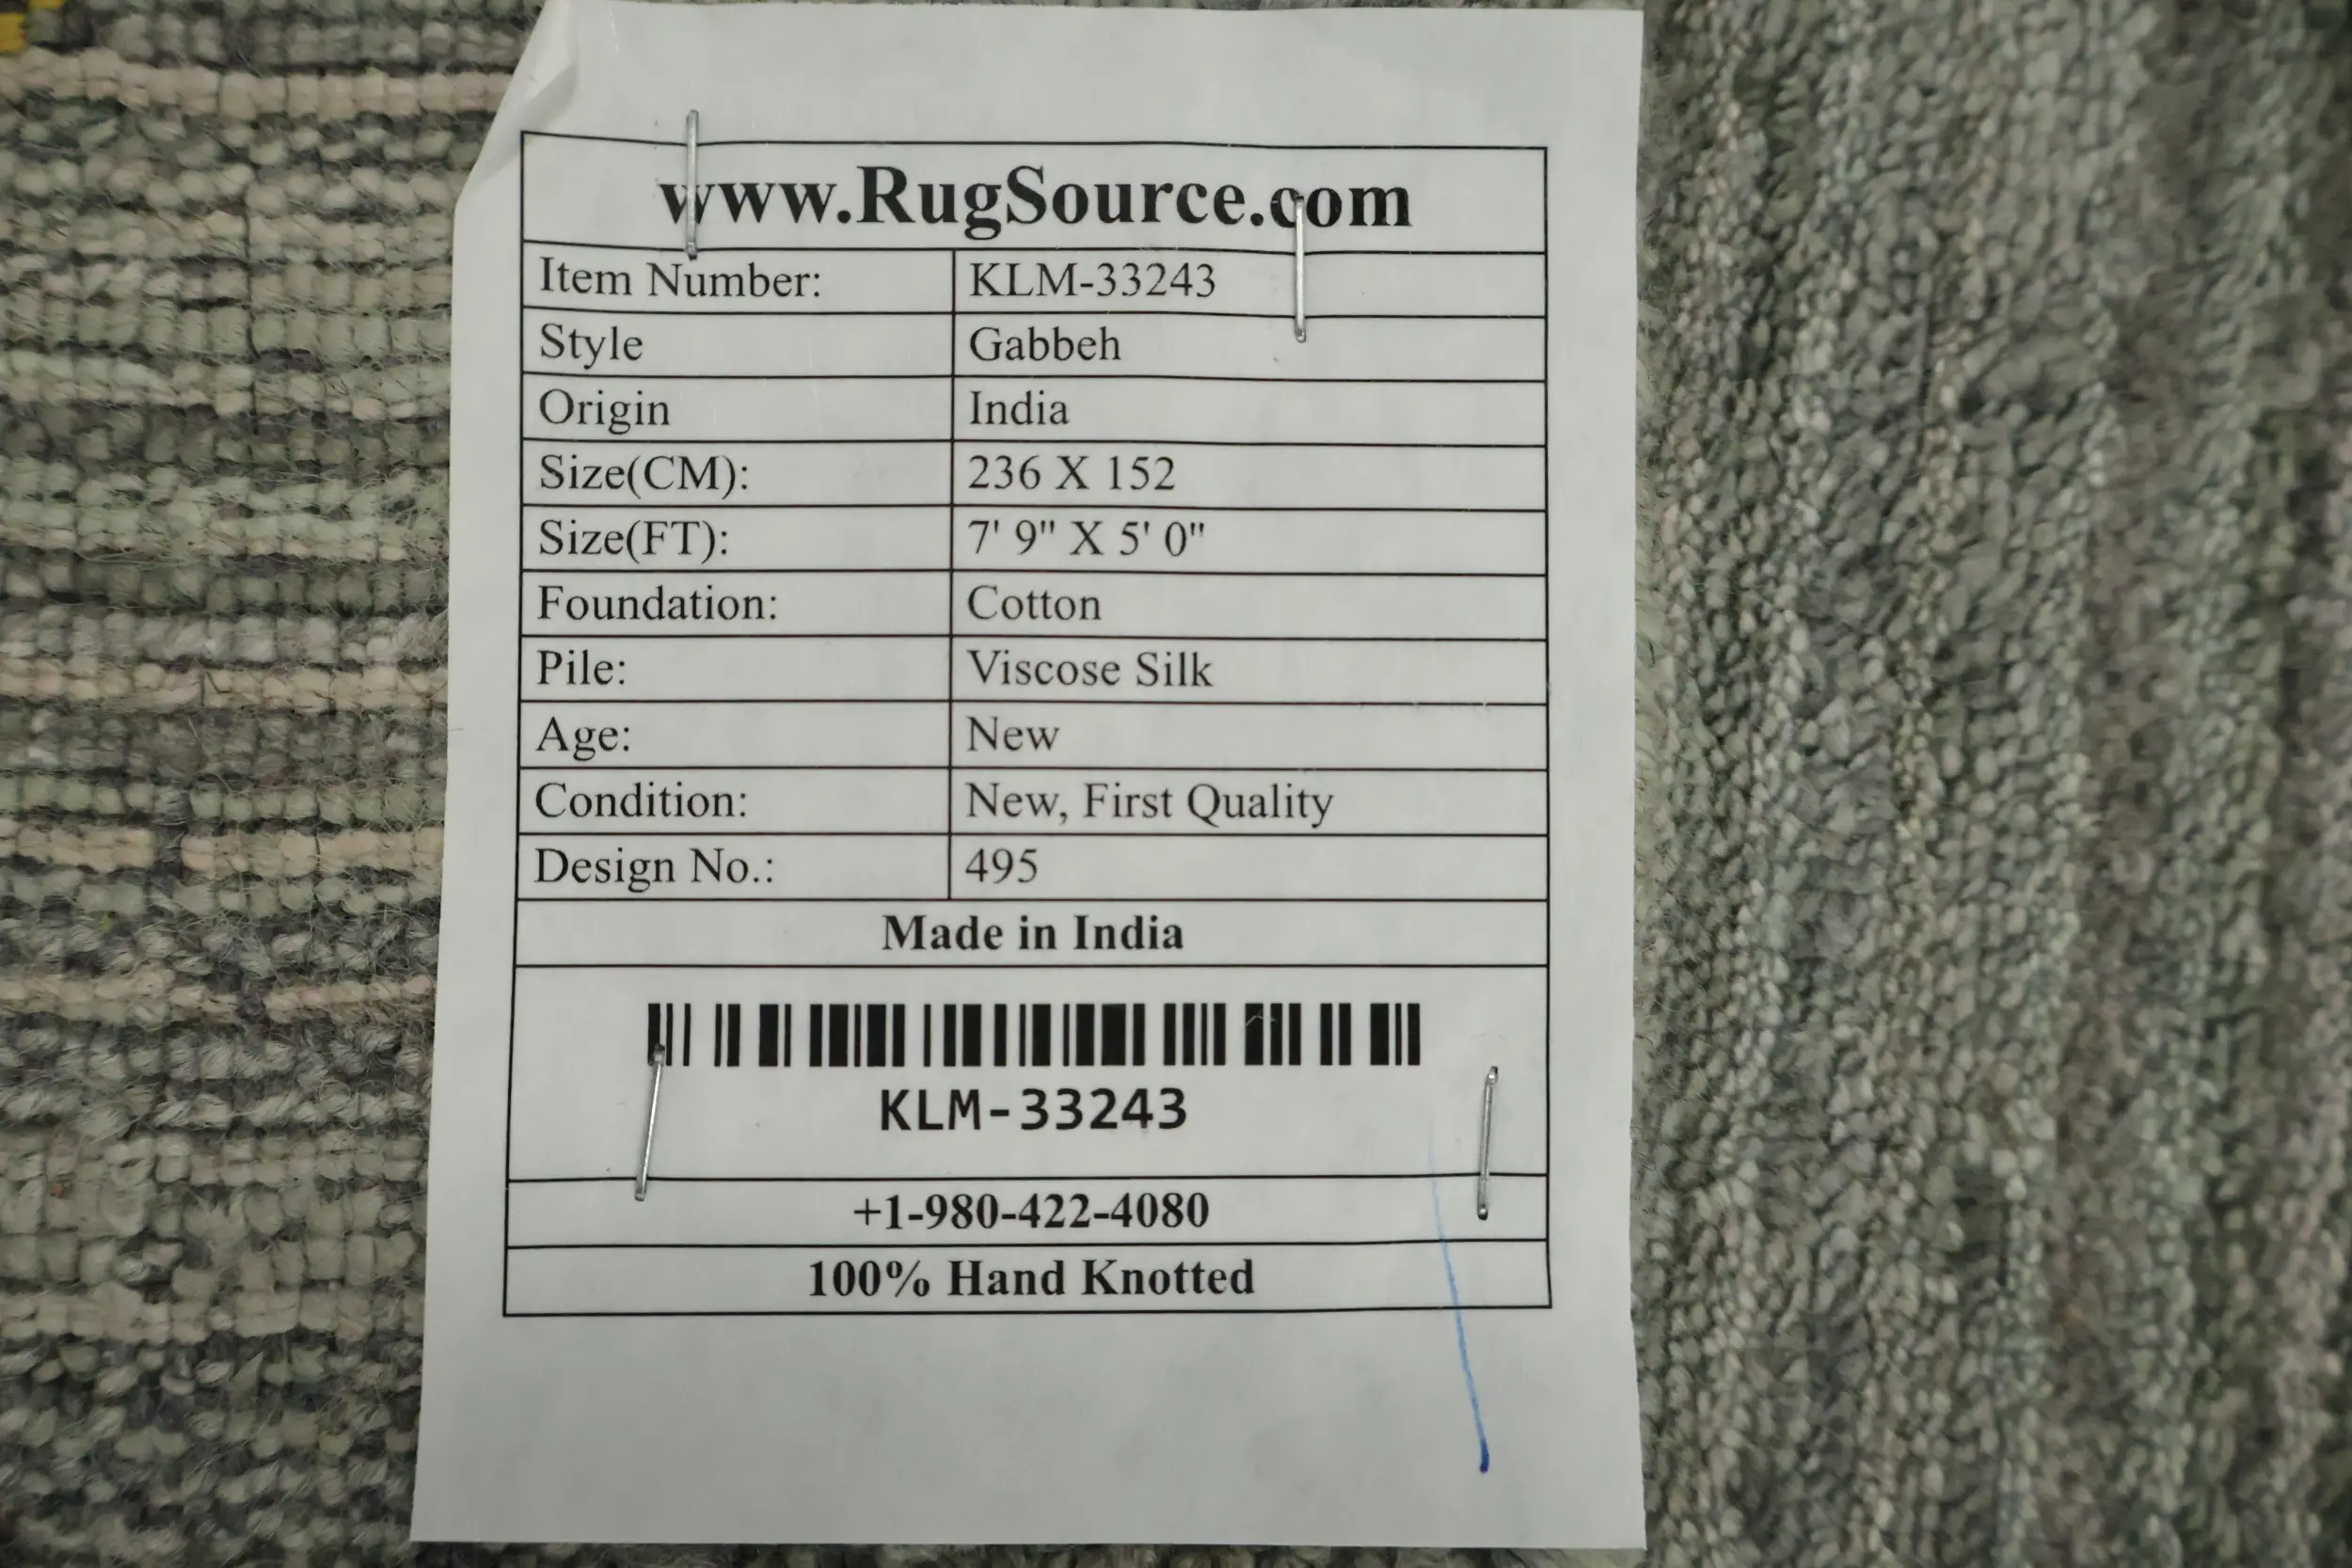 www.RugSource.com
Item Number: KLM-33243
Style Gabbeh
Origin India
Size(CM): 236 X 152
Size(FT): 7' 9" X 5' 0"
Foundation: Cotton
Pile: Viscose Silk
Age: New
Condition: New, First Quality
Design No.: 495
Made in India
KLM-33243
+1-980-422-4080
100% Hand Knotted